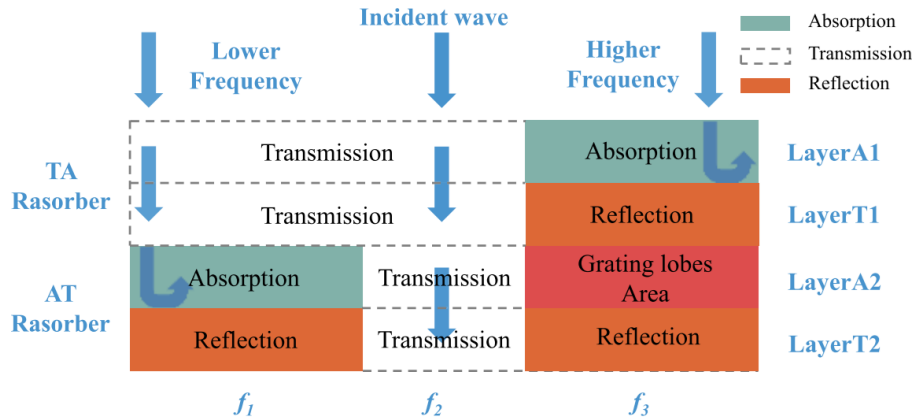 Incident wave
Lower
Frequency
Higher
Frequency
Absorption
Transmission
Reflection
TA
Rasorber
Transmission
Absorption
LayerA1
Transmission
Reflection
LayerT1
AT
Rasorber
Absorption
Transmission
Grating lobes
Area
LayerA2
Reflection
Transmission
Reflection
LayerT2
f1
f2
f3